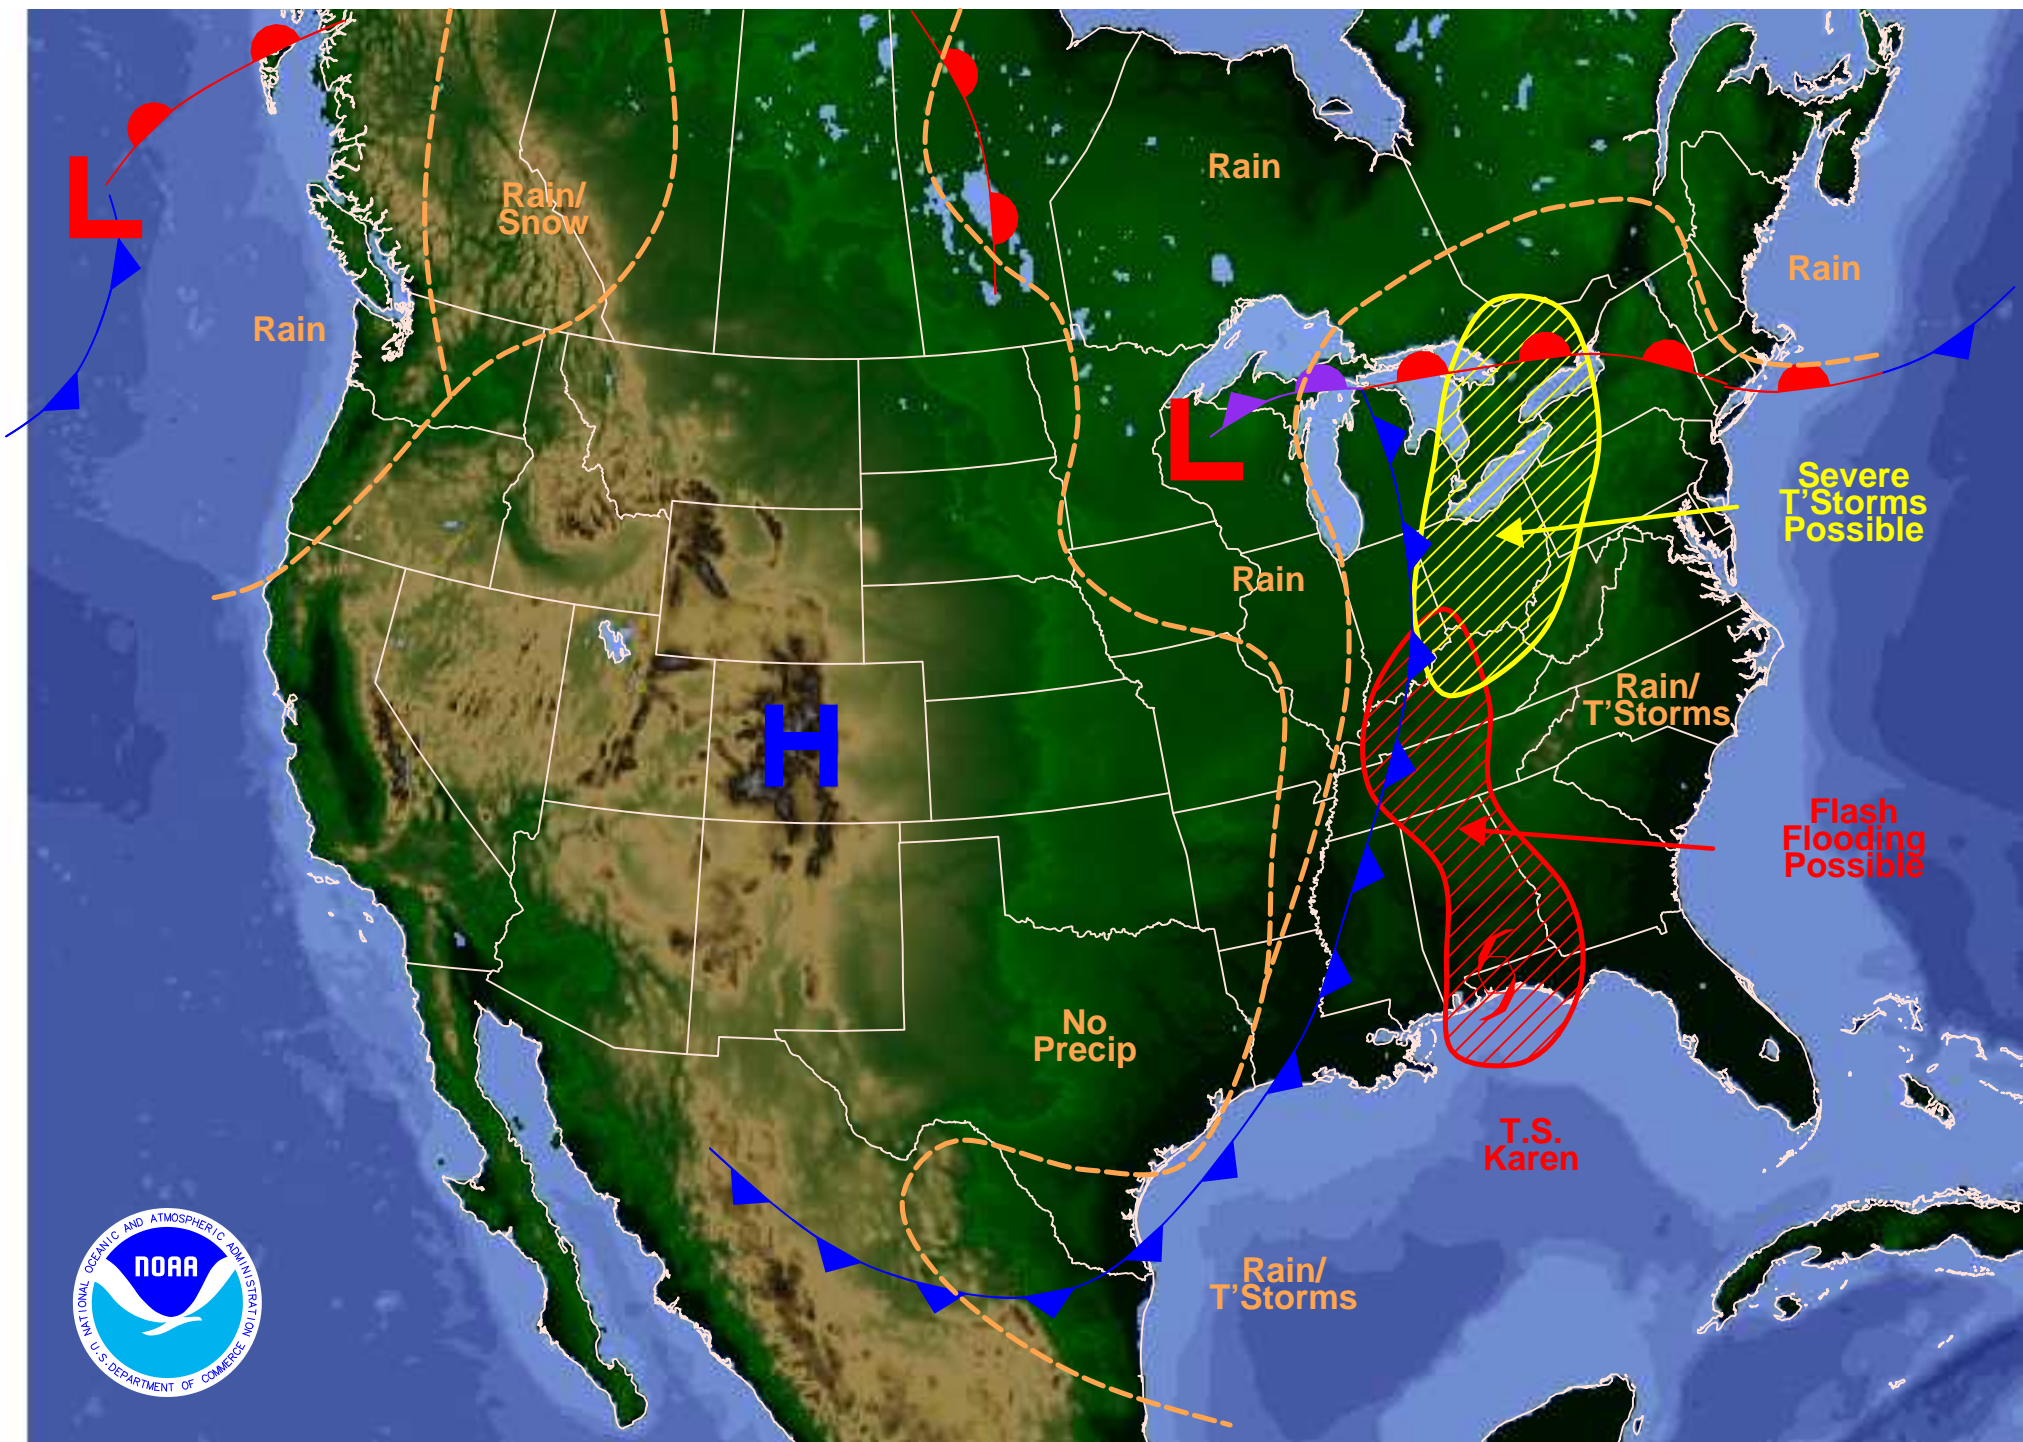 Rain
Rain/
Snow
Rain
Rain
L
L
Severe
T'Storms
Possible
Rain
Rain/
T'Storms
H
Flash
Flooding
Possible
No
Precip
T.S.
Karen
Rain/
T'Storms
NATIONAL OCEANIC AND ATMOSPHERIC ADMINISTRATION
NOAA
U.S. DEPARTMENT OF COMMERCE